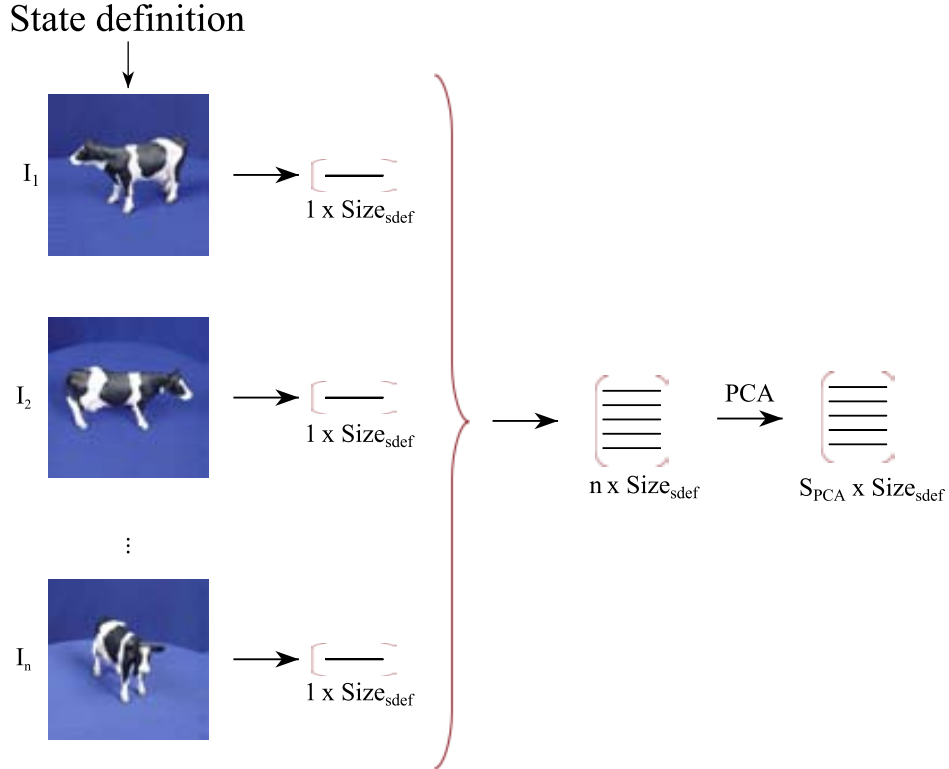 State definition
I1
1 x Sizesdef
I2
1 x Sizesdef
...
In
1 x Sizesdef
n x Sizesdef
PCA
SPCA x Sizesdef